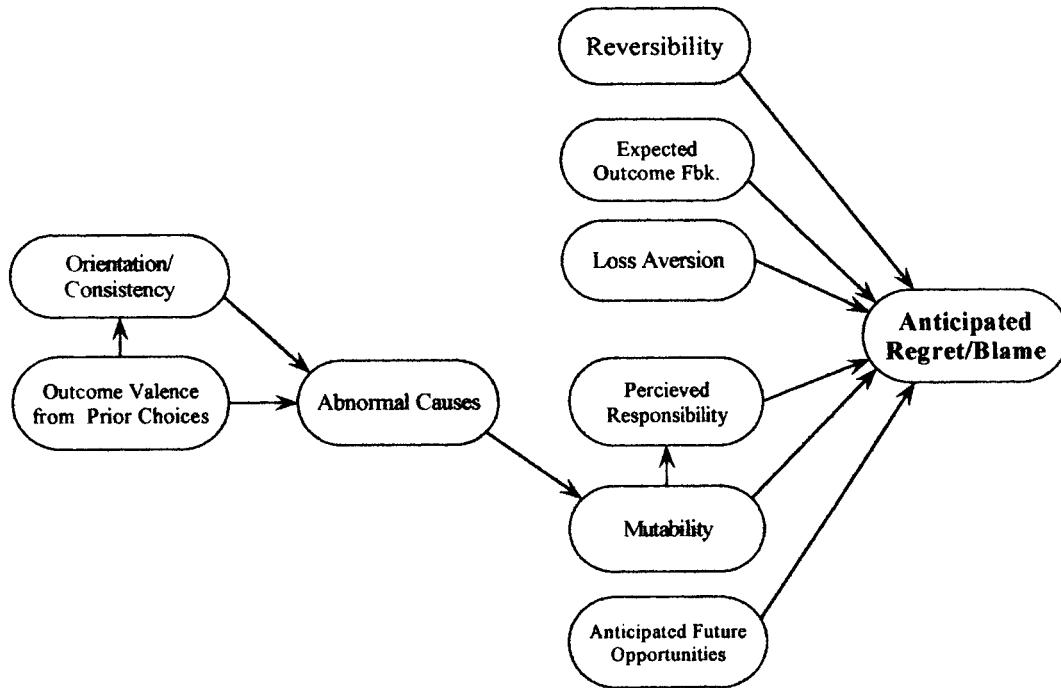 Reversibility
Expected
Outcome Fbk.
Loss Aversion
Orientation/
Consistency
Anticipated
Regret/Blame
Outcome Valence
from Prior Choices
Abnormal Causes
Percieved
Responsibility
Mutability
Anticipated Future
Opportunities